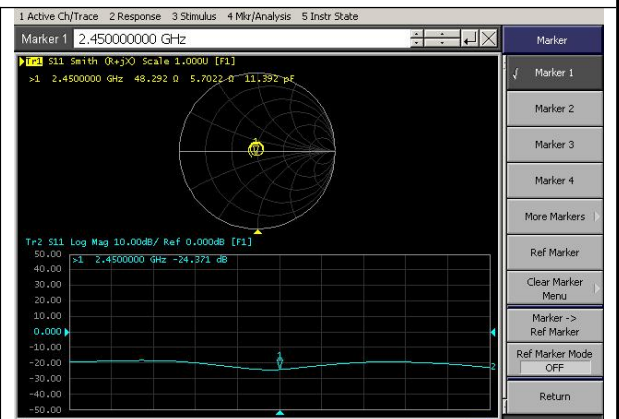 1 Active Ch/Trace 2 Response 3 Stimulus 4 Mkr/Analysis 5 Instr State
Marker 1 2.450000000 GHz
Tr1 S11 Smith (R+jX) Scale 1.000U [F1]
>1 2.4500000 GHz 48.292 Ω 5.7022 Ω 11.392 pF
1
Tr2 S11 Log Mag 10.00dB/ Ref 0.000dB [F1]
50.00
>1 2.4500000 GHz -24.371 dB
40.00
30.00
20.00
10.00
0.000
-10.00
1
-20.00
2
-30.00
-40.00
-50.00
Marker
√ Marker 1
Marker 2
Marker 3
Marker 4
More Markers
Ref Marker
Clear Marker
Menu
Marker ->
Ref Marker
Ref Marker Mode
OFF
Return